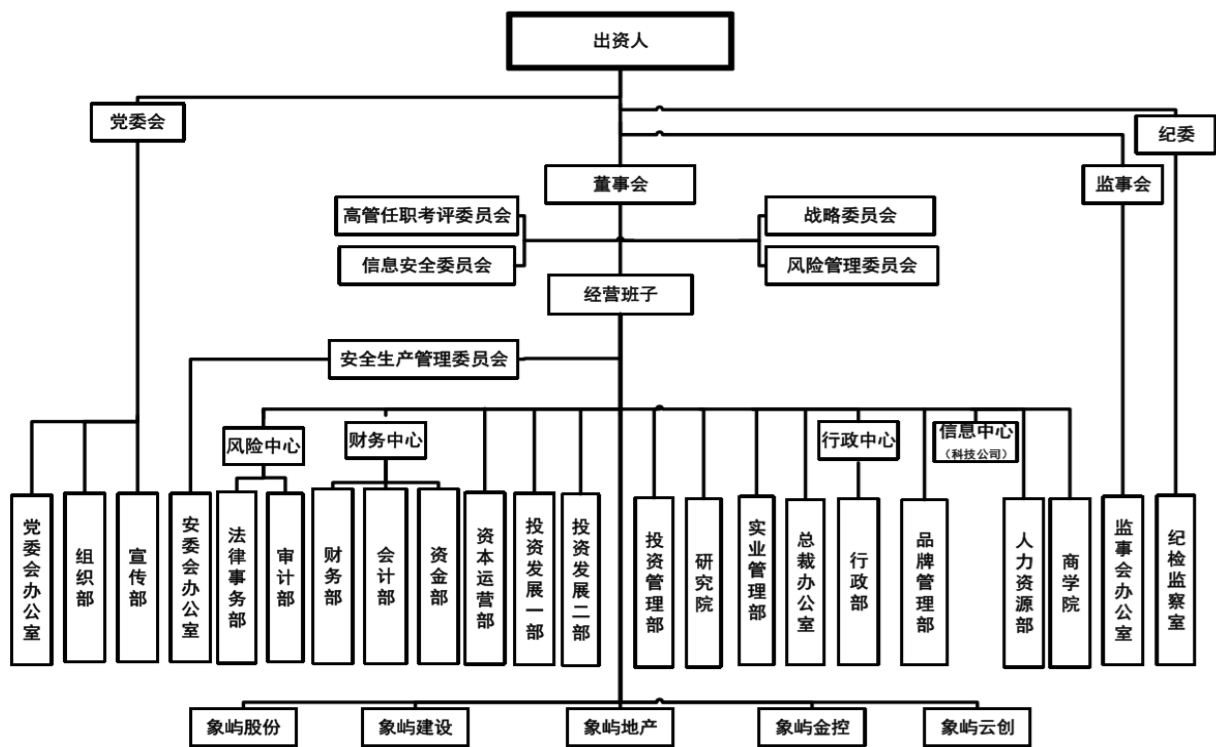 出资人
党委会
纪委
董事会
监事会
高管任职考评委员会
战略委员会
信息安全委员会
风险管理委员会
经营班子
安全生产管理委员会
风险中心
财务中心
行政中心
信息中心
(科技公司)
党委会办公室
组织部
宣传部
安委会办公室
法律事务部
审计部
财务部
会计部
资金部
资本运营部
投资发展一部
投资发展二部
投资管理部
研究院
实业管理部
总裁办公室
行政部
品牌管理部
人力资源部
商学院
监事会办公室
纪检监察室
象屿股份
象屿建设
象屿地产
象屿金控
象屿云创